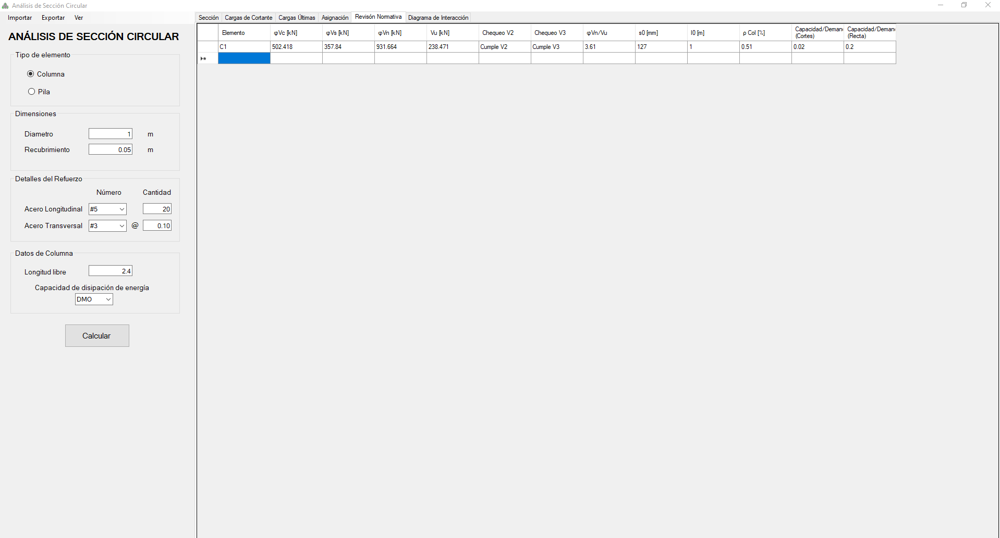 Análisis de Sección Circular
Importar Exportar Ver
ANÁLISIS DE SECCIÓN CIRCULAR
Tipo de elemento
Columna
Pila
Dimensiones
Diametro 1 m
Recubrimiento 0.05 m
Detalles del Refuerzo
Número Cantidad
Acero Longitudinal #5 20
Acero Transversal #3 @ 0.10
Datos de Columna
Longitud libre 2.4
Capacidad de disipación de energía
DMO
Calcular
Sección Cargas de Cortante Cargas Últimas Asignación Revisón Normativa Diagrama de Interacción
Elemento φVc [kN] φVs [kN] φVn [kN] Vu [kN] Chequeo V2 Chequeo V3 φVn/Vu s0 [mm] l0 [m] ρ Col [%] Capacidad/Deman (Cortes) Capacidad/Deman (Recta)
C1 502.418 357.84 931.664 238.471 Cumple V2 Cumple V3 3.61 127 1 0.51 0.02 0.2